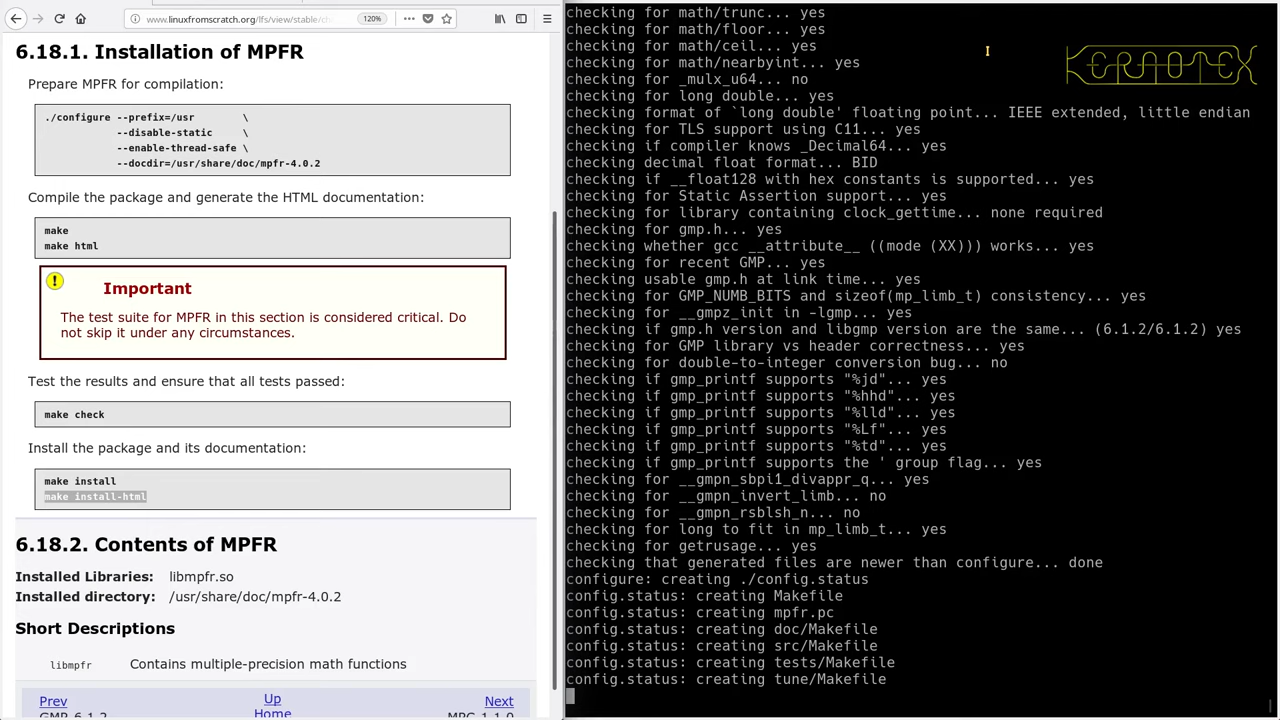 www.linuxfromscratch.org/lfs/view/stable/ch
120%
6.18.1. Installation of MPFR
Prepare MPFR for compilation:
./configure --prefix=/usr \
--disable-static \
--enable-thread-safe \
--docdir=/usr/share/doc/mpfr-4.0.2
Compile the package and generate the HTML documentation:
make
make html
!
Important
The test suite for MPFR in this section is considered critical. Do
not skip it under any circumstances.
Test the results and ensure that all tests passed:
make check
Install the package and its documentation:
make install
make install-html
6.18.2. Contents of MPFR
Installed Libraries: libmpfr.so
Installed directory: /usr/share/doc/mpfr-4.0.2
Short Descriptions
libmpfr Contains multiple-precision math functions
Prev Up Next
GMP-6.1.2 Home MPC-1.1.0
checking for math/trunc... yes
checking for math/floor... yes
checking for math/ceil... yes
checking for math/nearbyint... yes
checking for _mulx_u64... no
checking for long double... yes
checking format of `long double' floating point... IEEE extended, little endian
checking for TLS support using C11... yes
checking if compiler knows _Decimal64... yes
checking decimal float format... BID
checking if __float128 with hex constants is supported... yes
checking for Static Assertion support... yes
checking for library containing clock_gettime... none required
checking for gmp.h... yes
checking whether gcc __attribute__ ((mode (XX))) works... yes
checking for recent GMP... yes
checking usable gmp.h at link time... yes
checking for GMP_NUMB_BITS and sizeof(mp_limb_t) consistency... yes
checking for __gmpz_init in -lgmp... yes
checking if gmp.h version and libgmp version are the same... (6.1.2/6.1.2) yes
checking for GMP library vs header correctness... yes
checking for double-to-integer conversion bug... no
checking if gmp_printf supports "%jd"... yes
checking if gmp_printf supports "%hhd"... yes
checking if gmp_printf supports "%lld"... yes
checking if gmp_printf supports "%Lf"... yes
checking if gmp_printf supports "%td"... yes
checking if gmp_printf supports the ' group flag... yes
checking for __gmpn_sbpi1_divappr_q... yes
checking for __gmpn_invert_limb... no
checking for __gmpn_rsblsh_n... no
checking for long to fit in mp_limb_t... yes
checking for getrusage... yes
checking that generated files are newer than configure... done
configure: creating ./config.status
config.status: creating Makefile
config.status: creating mpfr.pc
config.status: creating doc/Makefile
config.status: creating src/Makefile
config.status: creating tests/Makefile
config.status: creating tune/Makefile
KERAOTEX